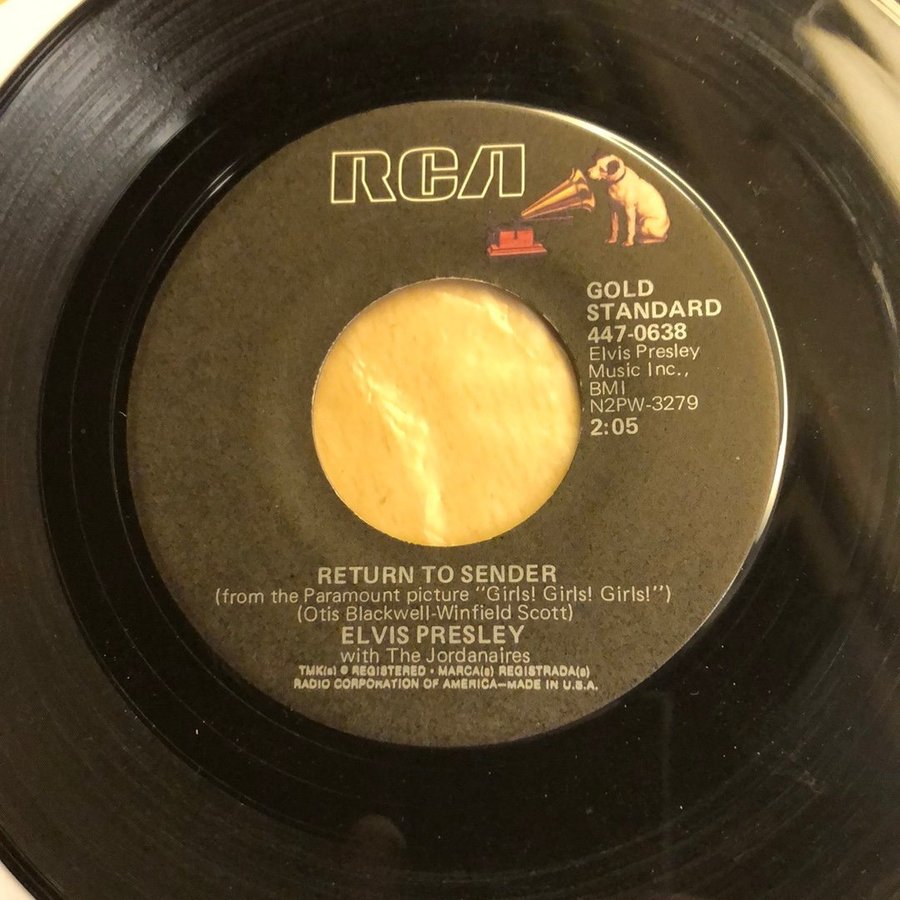 RCA
GOLD
STANDARD
447-0638
Elvis Presley
Music Inc.,
BMI
N2PW-3279
2:05
RETURN TO SENDER
(from the Paramount picture "Girls! Girls! Girls!")
(Otis Blackwell-Winfield Scott)
ELVIS PRESLEY
with The Jordanaires
TMK(s) ® REGISTERED • MARCA(s) REGISTRADA(s)
RADIO CORPORATION OF AMERICA—MADE IN U.S.A.